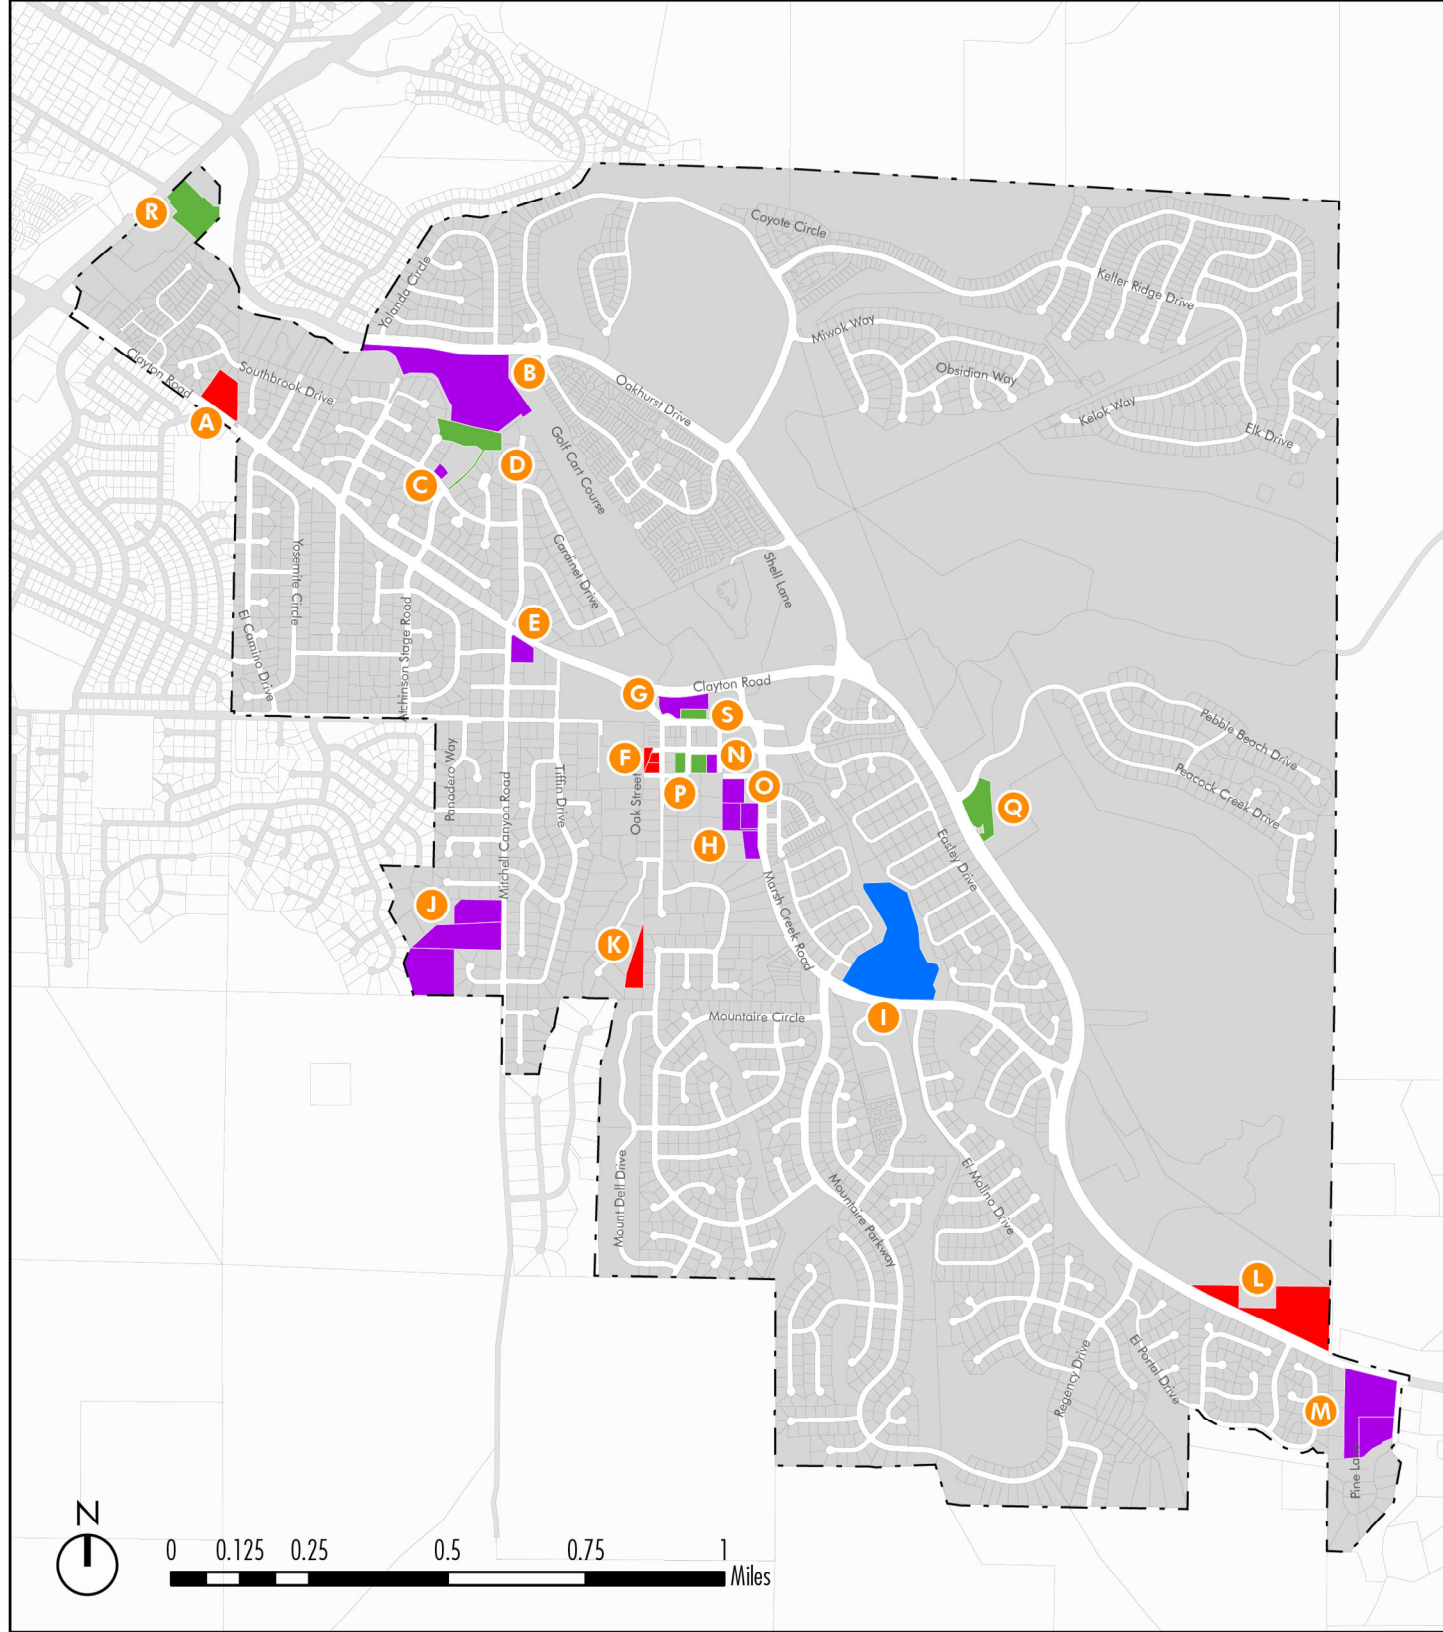 R
Coyote Circle
Yolanda Circle
Keller Ridge Drive
Miwok Way
Clayton Road
Southbrook Drive
B
Oakhurst Drive
Obsidian Way
A
Kelok Way
Elk Drive
Golf Cart Course
D
C
Yosemite Circle
Cardinet Drive
Shell Lane
El Camino Drive
Atchinson Stage Road
E
G
Clayton Road
S
Pebble Beach Drive
F
N
Peacock Creek Drive
Panadero Way
Mitchell Canyon Road
Tiffin Drive
Oak Street
P
O
Q
H
Easley Drive
J
K
Marsh Creek Road
I
Mountaire Circle
Mount Dell Drive
Mountaire Parkway
El Molino Drive
L
Regency Drive
El Portal Drive
M
N
0 0.125 0.25 0.5 0.75 1
Miles